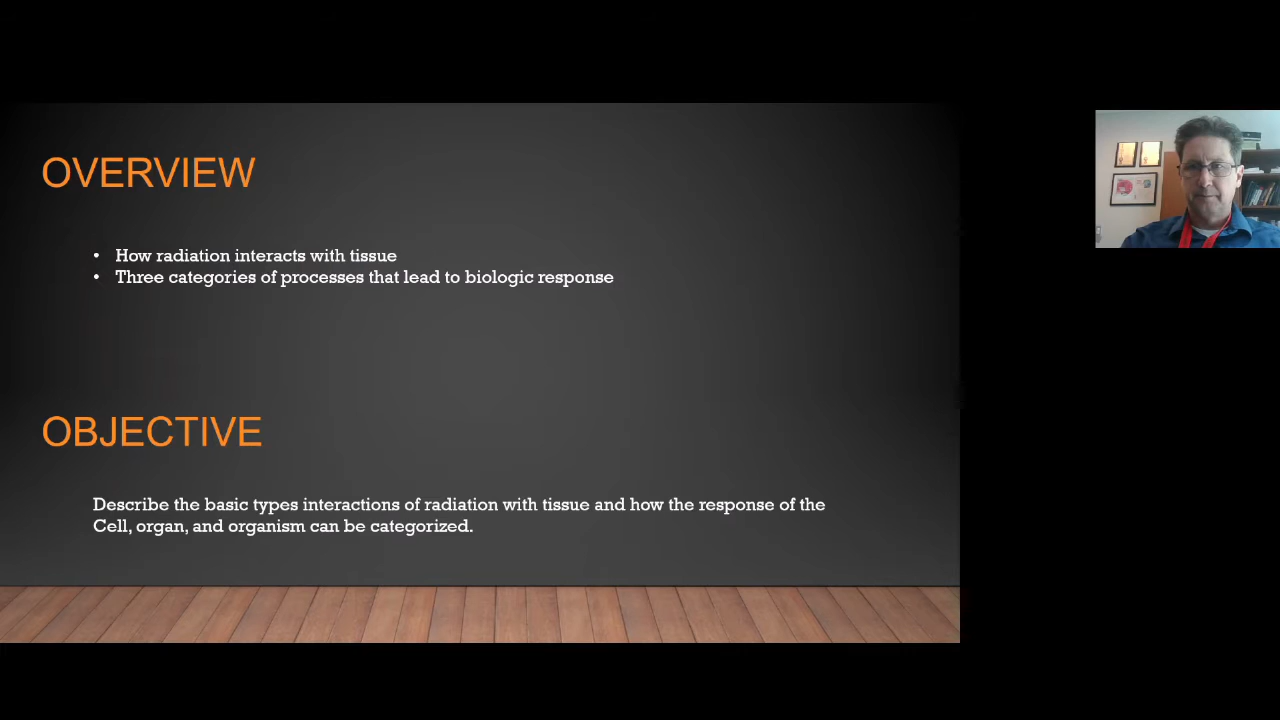 OVERVIEW
• How radiation interacts with tissue
• Three categories of processes that lead to biologic response
OBJECTIVE
Describe the basic types interactions of radiation with tissue and how the response of the
Cell, organ, and organism can be categorized.